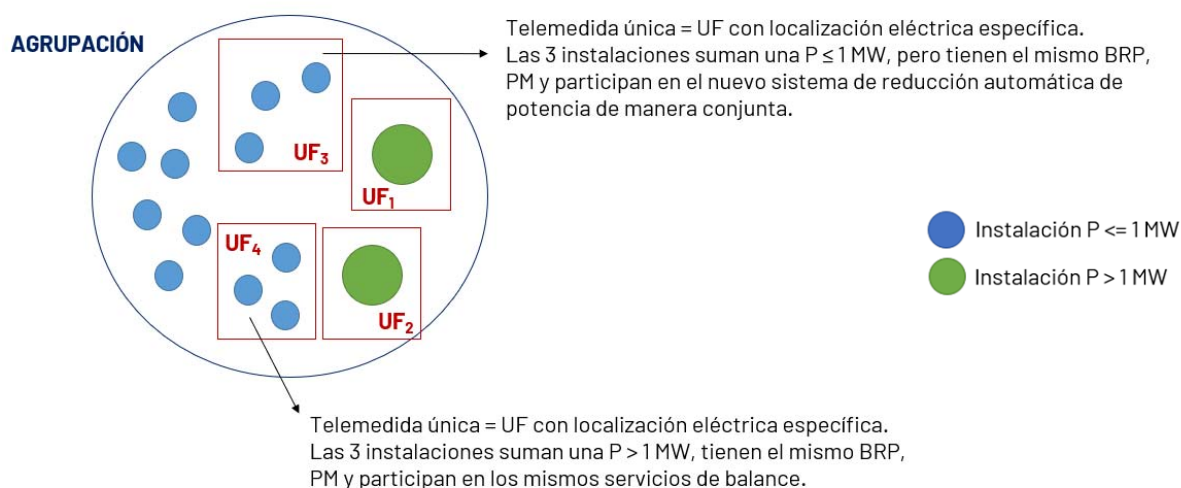 Telemedida única = UF con localización eléctrica específica.
Las 3 instalaciones suman una P ≤ 1 MW, pero tienen el mismo BRP,
PM y participan en el nuevo sistema de reducción automática de
potencia de manera conjunta.
AGRUPACIÓN
UF₃
UF₁
UF₄
UF₂
Instalación P <= 1 MW
Instalación P > 1 MW
Telemedida única = UF con localización eléctrica específica.
Las 3 instalaciones suman una P > 1 MW, tienen el mismo BRP,
PM y participan en los mismos servicios de balance.